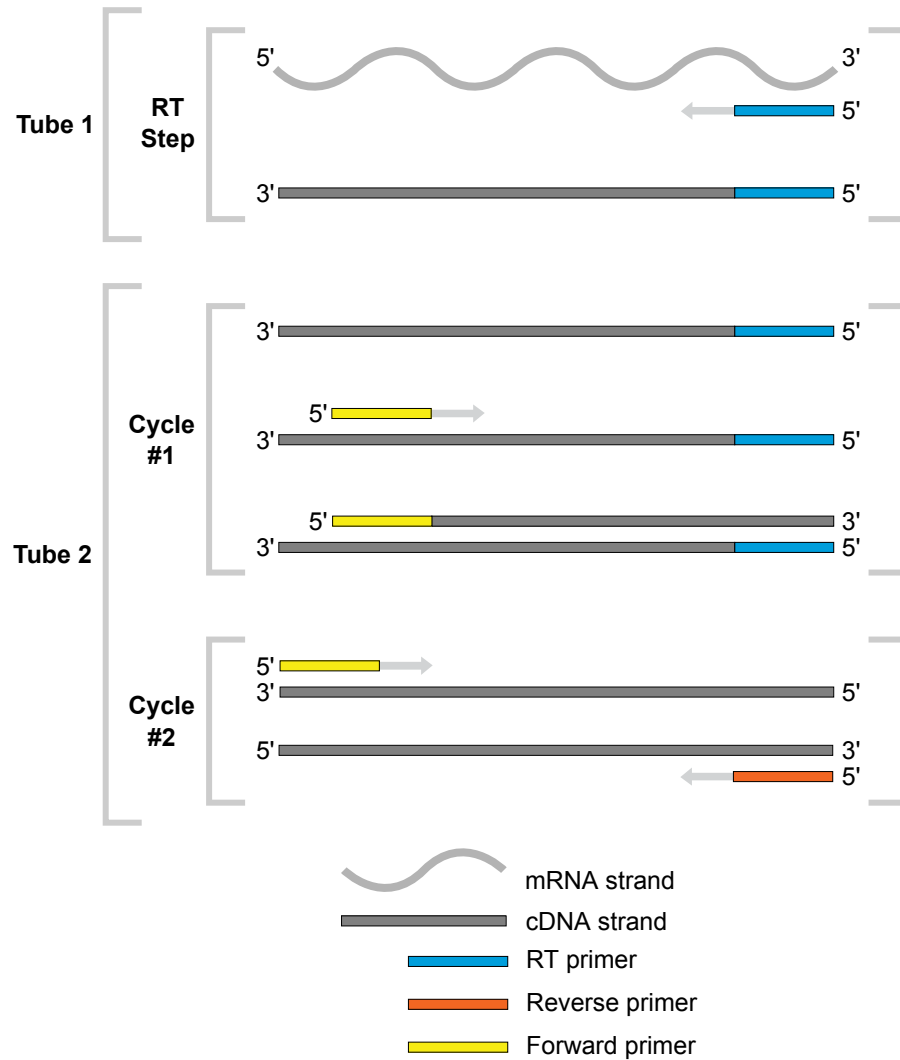 5' 3'
Tube 1
RT
Step
5'
3' 5'
3' 5'
5'
3' 5'
Cycle
#1
5' 3'
3' 5'
Tube 2
5'
3' 5'
Cycle
#2
5' 3'
5'
mRNA strand
cDNA strand
RT primer
Reverse primer
Forward primer